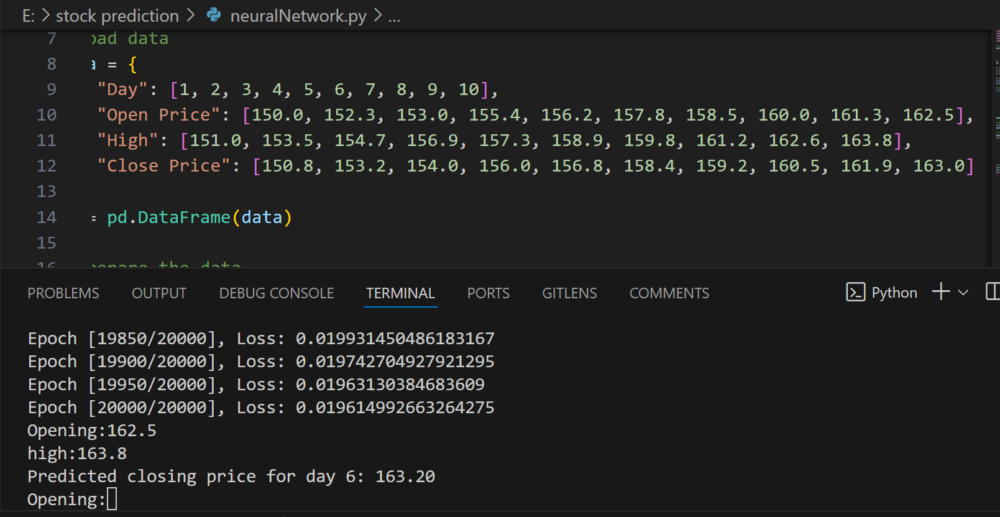 E: > stock prediction > neuralNetwork.py > ...
7 oad data
8 a = {
9 "Day": [1, 2, 3, 4, 5, 6, 7, 8, 9, 10],
10 "Open Price": [150.0, 152.3, 153.0, 155.4, 156.2, 157.8, 158.5, 160.0, 161.3, 162.5],
11 "High": [151.0, 153.5, 154.7, 156.9, 157.3, 158.9, 159.8, 161.2, 162.6, 163.8],
12 "Close Price": [150.8, 153.2, 154.0, 156.0, 156.8, 158.4, 159.2, 160.5, 161.9, 163.0]
13
14 = pd.DataFrame(data)
15
16 repare the data
PROBLEMS OUTPUT DEBUG CONSOLE TERMINAL PORTS GITLENS COMMENTS Python
Epoch [19850/20000], Loss: 0.019931450486183167
Epoch [19900/20000], Loss: 0.019742704927921295
Epoch [19950/20000], Loss: 0.01963130384683609
Epoch [20000/20000], Loss: 0.019614992663264275
Opening:162.5
high:163.8
Predicted closing price for day 6: 163.20
Opening: